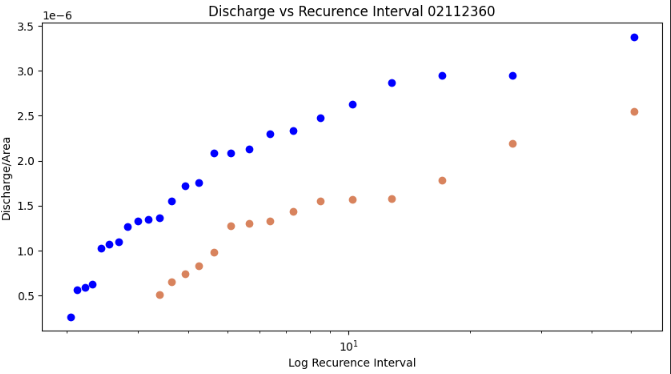 Discharge vs Recurence Interval 02112360
1e−6
3.5
3.0
2.5
2.0
1.5
1.0
0.5
Discharge/Area
10¹
Log Recurence Interval